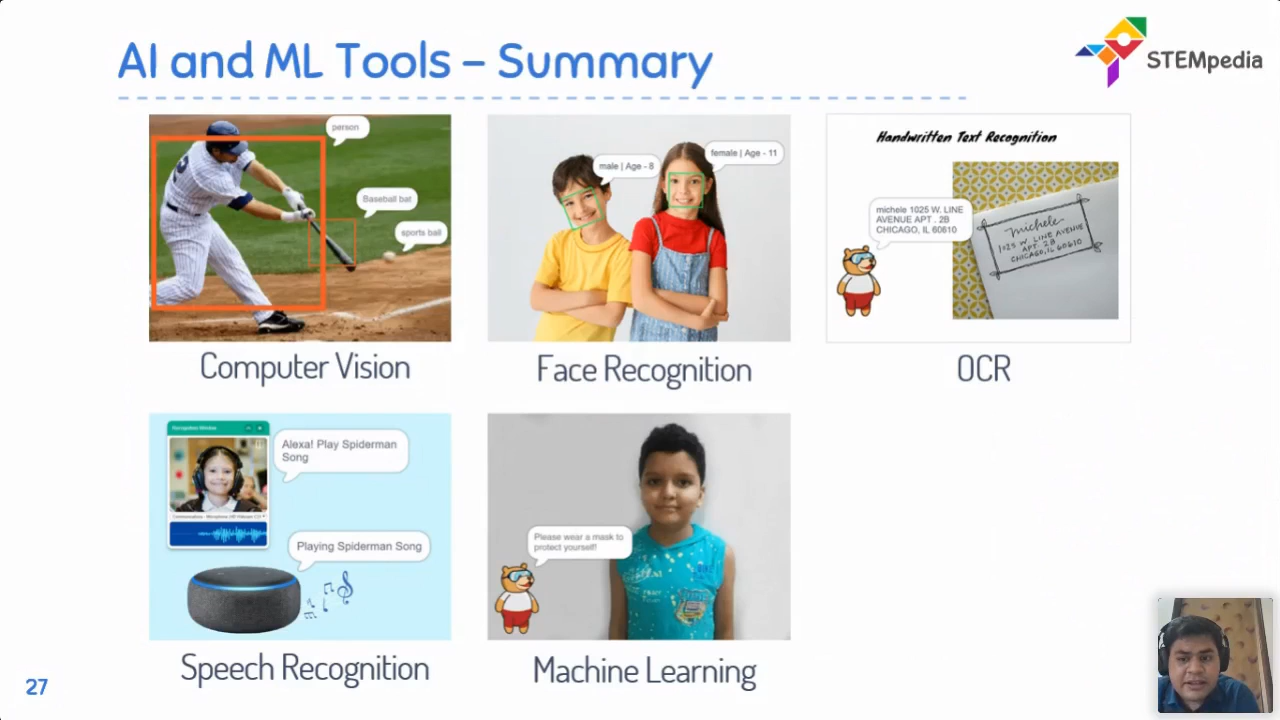 AI and ML Tools – Summary
STEMpedia
person
Baseball bat
sports ball
Computer Vision
male | Age - 8
female | Age - 11
Face Recognition
Handwritten Text Recognition
michele 1025 W. LINE
AVENUE APT . 2B
CHICAGO, IL 60610
michele
1025 W. LINE AVENUE
APT. 2B
CHICAGO, IL 60610
OCR
Recognition Window
Alexa! Play Spiderman
Song
Playing Spiderman Song
Speech Recognition
Please wear a mask to
protect yourself!
Machine Learning
27